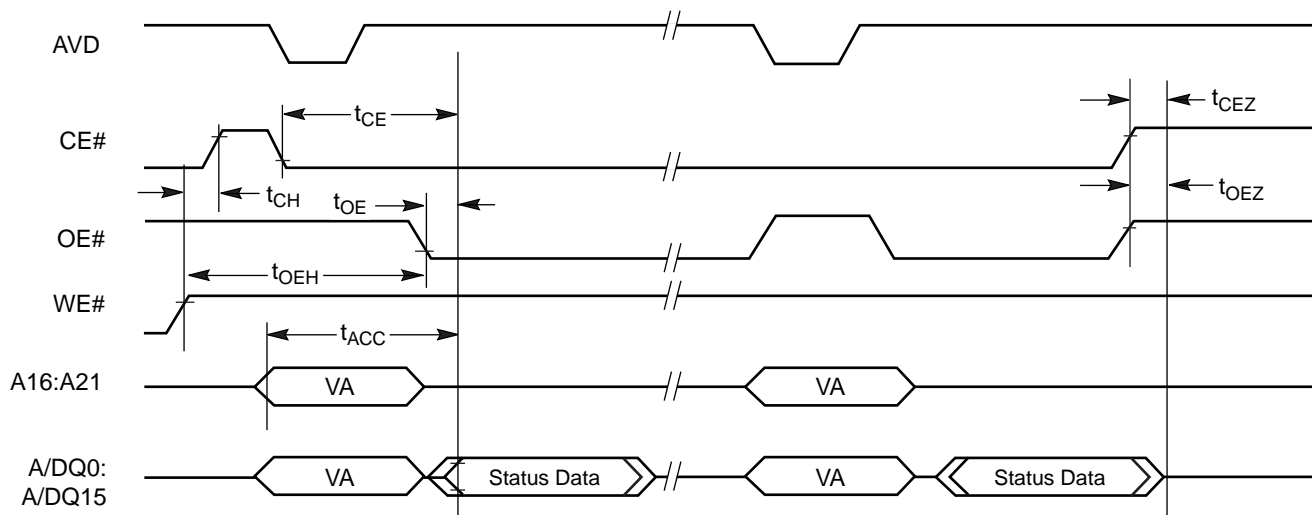 AVD
tCE
tCEZ
CE#
tCH
tOE
tOEZ
OE#
tOEH
WE#
tACC
A16:A21
VA
VA
A/DQ0:
A/DQ15
VA
Status Data
VA
Status Data